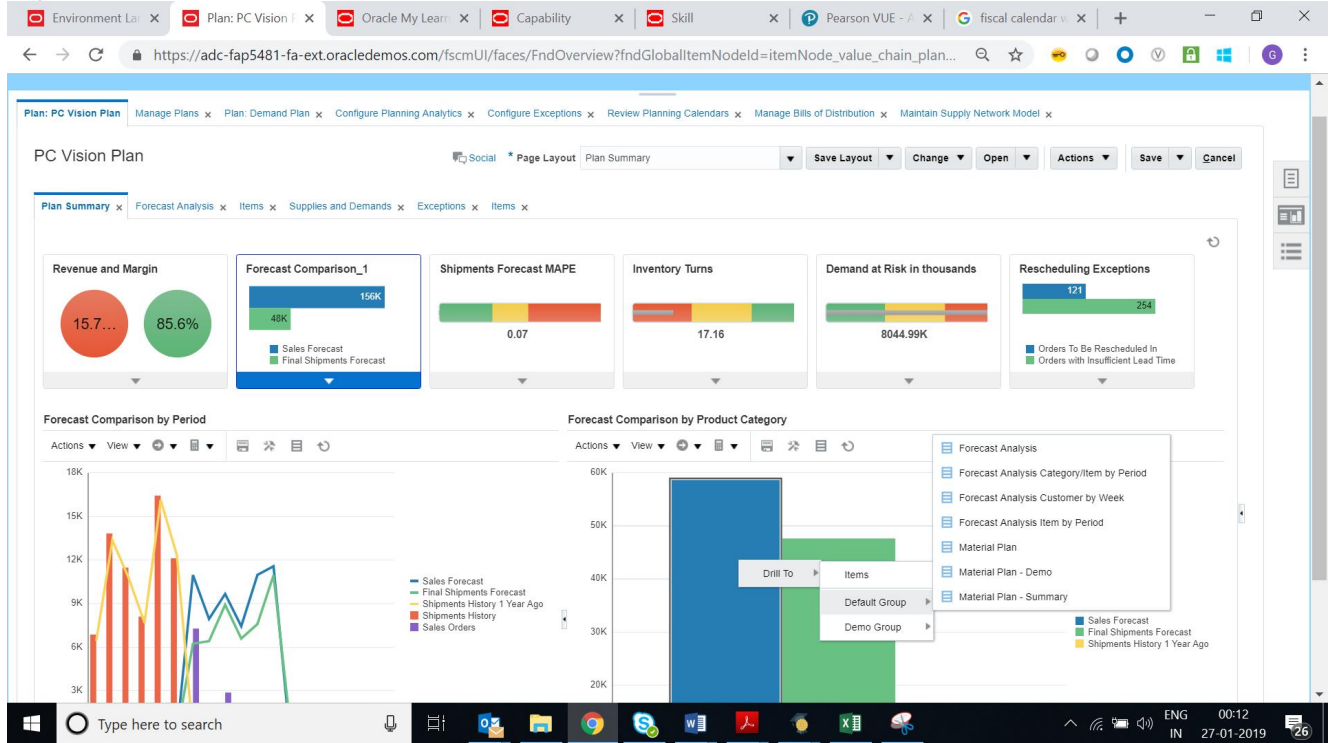 Environment La
Plan: PC Vision P
Oracle My Learn
Capability
Skill
Pearson VUE - A
fiscal calendar w
https://adc-fap5481-fa-ext.oracledemos.com/fscmUI/faces/FndOverview?fndGlobalItemNodeId=itemNode_value_chain_plan...
G
Plan: PC Vision Plan
Manage Plans
Plan: Demand Plan
Configure Planning Analytics
Configure Exceptions
Review Planning Calendars
Manage Bills of Distribution
Maintain Supply Network Model
PC Vision Plan
Social
* Page Layout
Plan Summary
Save Layout
Change
Open
Actions
Save
Cancel
Plan Summary
Forecast Analysis
Items
Supplies and Demands
Exceptions
Items
Revenue and Margin
15.7...
85.6%
Forecast Comparison_1
156K
48K
Sales Forecast
Final Shipments Forecast
Shipments Forecast MAPE
0.07
Inventory Turns
17.16
Demand at Risk in thousands
8044.99K
Rescheduling Exceptions
121
254
Orders To Be Rescheduled In
Orders with Insufficient Lead Time
Forecast Comparison by Period
Actions
View
18K
15K
12K
9K
6K
3K
Sales Forecast
Final Shipments Forecast
Shipments History 1 Year Ago
Shipments History
Sales Orders
Forecast Comparison by Product Category
Actions
View
60K
50K
40K
30K
20K
Drill To
Items
Default Group
Demo Group
Forecast Analysis
Forecast Analysis Category/Item by Period
Forecast Analysis Customer by Week
Forecast Analysis Item by Period
Material Plan
Material Plan - Demo
Material Plan - Summary
Sales Forecast
Final Shipments Forecast
Shipments History 1 Year Ago
Type here to search
ENG
IN
00:12
27-01-2019
26